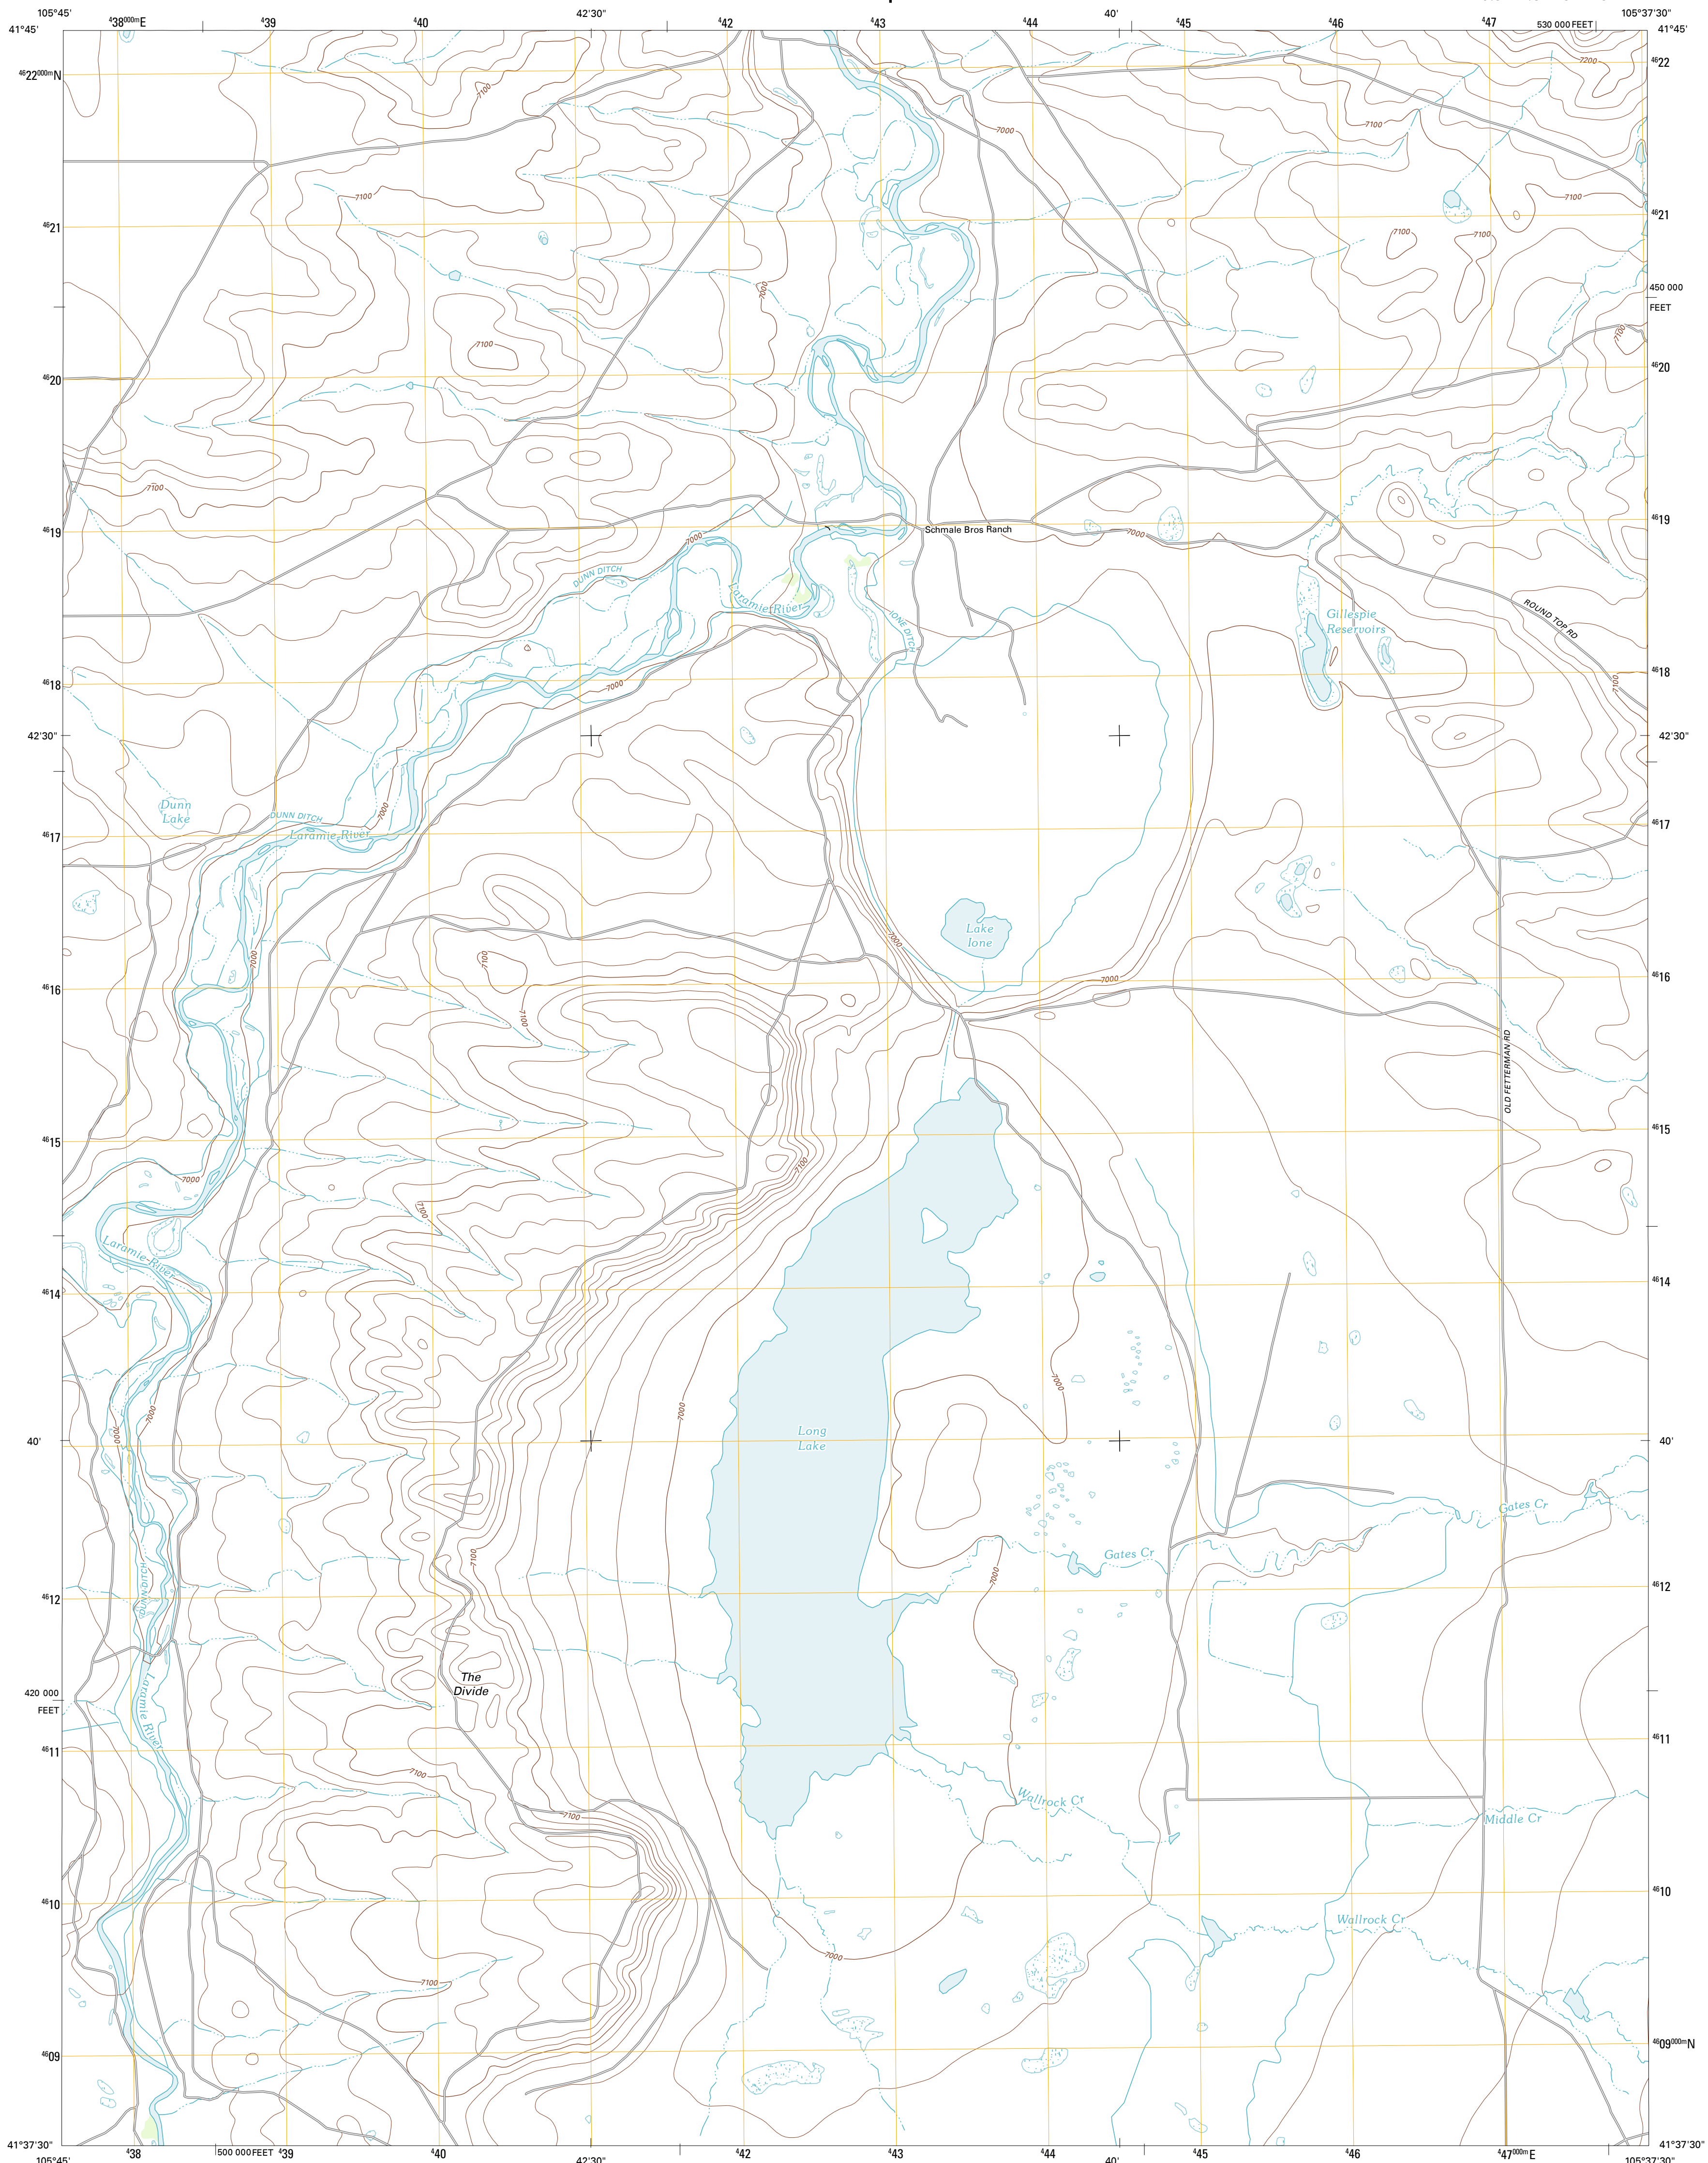 105°45' ⁴38⁰⁰⁰ᵐE ⁴39 ⁴40 42'30" ⁴42 ⁴43 ⁴44 40' ⁴45 ⁴46 ⁴47 530 000 FEET 105°37'30"
41°45' 41°45'
⁴⁶22⁰⁰⁰ᵐN ⁴⁶22
7200
7100
7100
7000
7100
7100
⁴⁶21 ⁴⁶21
7100
7100
7000
450 000
FEET
7100
7100
⁴⁶20 ⁴⁶20
7100
⁴⁶19 ⁴⁶19
Schmale Bros Ranch
7000
7000
DUNN DITCH
Laramie River
IONE DITCH
Gillespie
Reservoirs
ROUND TOP RD
⁴⁶18 ⁴⁶18
7000
7100
42'30" 42'30"
Dunn
Lake
7000
DUNN DITCH
Laramie River
⁴⁶17 ⁴⁶17
Lake
Ione
7000
7000
7100
7000
⁴⁶16 ⁴⁶16
7100
OLD FETTERMAN RD
⁴⁶15 ⁴⁶15
7100
7000
7100
Laramie River
⁴⁶14 ⁴⁶14
7000
7000
7000
7000
Long
Lake
40' 40'
Gates Cr
Gates Cr
7100
7000
DUNN DITCH
⁴⁶12 ⁴⁶12
The
Divide
420 000
FEET
Laramie River
⁴⁶11 ⁴⁶11
7100
Wallrock Cr
7100
Middle Cr
⁴⁶10 ⁴⁶10
Wallrock Cr
7000
7100
⁴⁶09 ⁴⁶09⁰⁰⁰ᵐN
41°37'30" 41°37'30"
⁴38 500 000 FEET ⁴39 ⁴40 ⁴42 ⁴43 ⁴44 ⁴45 ⁴46 ⁴47⁰⁰⁰ᵐE
105°45' 42'30" 40' 105°37'30"